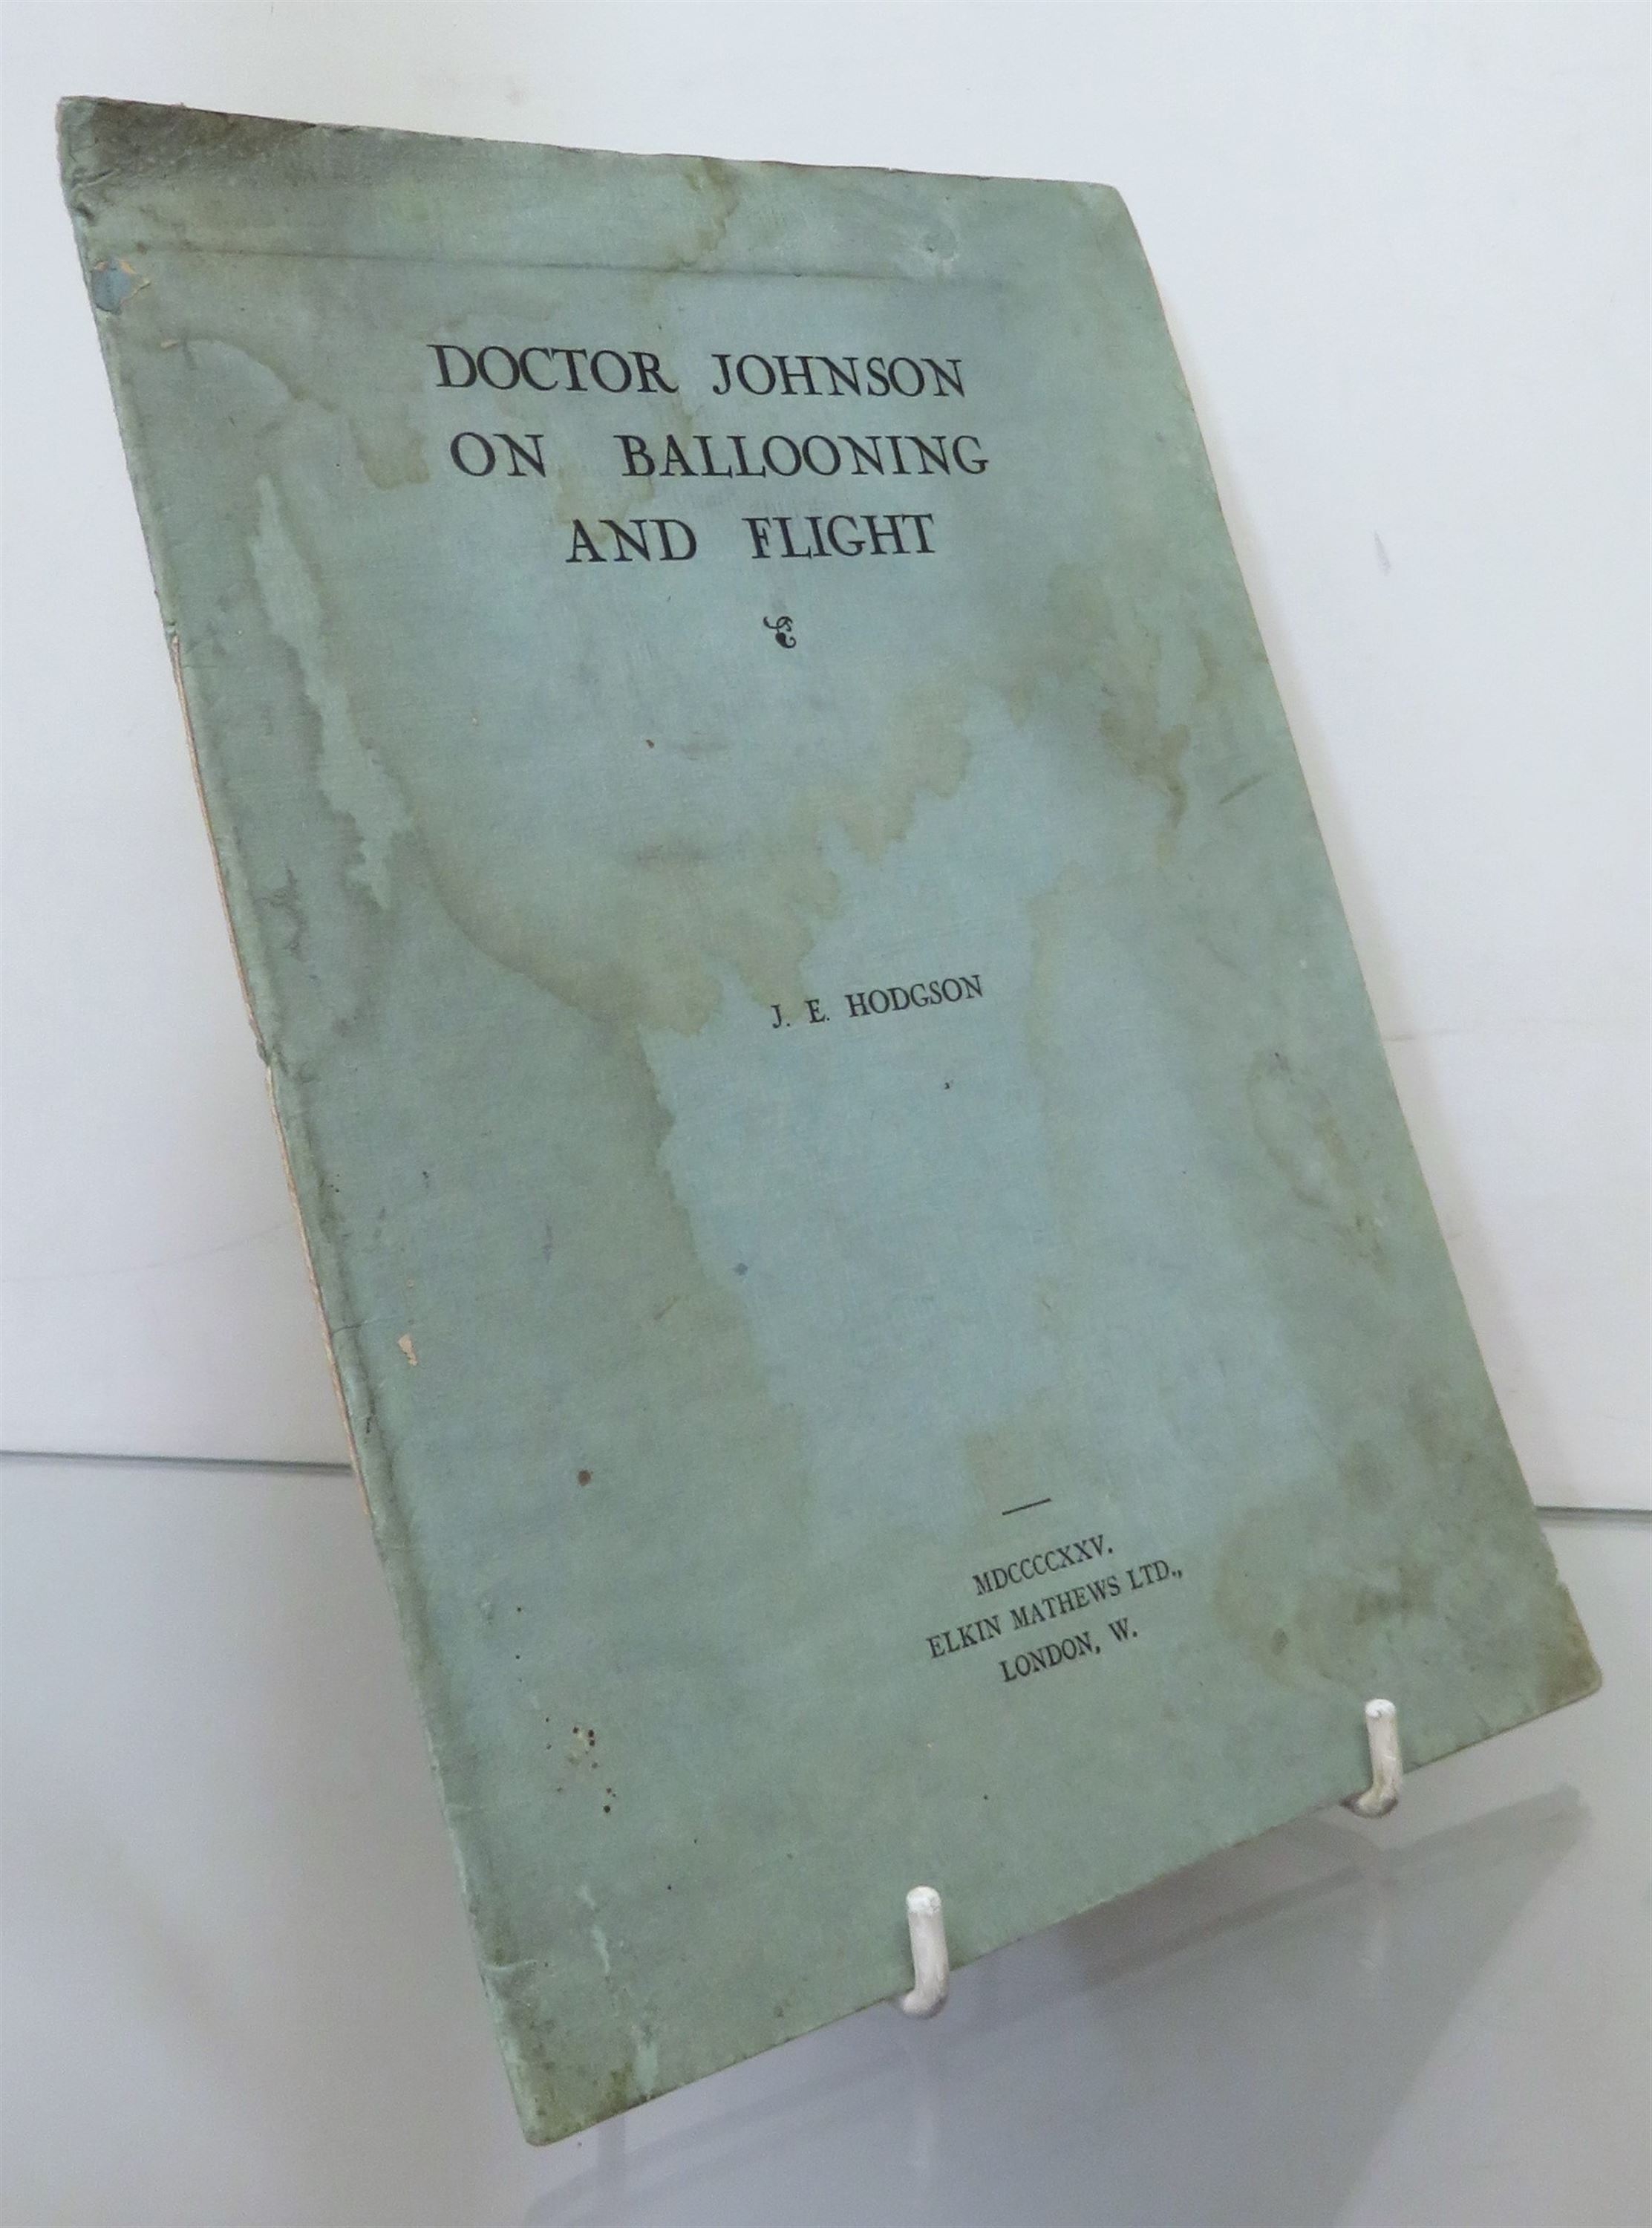 DOCTOR JOHNSON
ON BALLOONING
AND FLIGHT
J. E. HODGSON
MDCCCCXXV.
ELKIN MATHEWS LTD.,
LONDON, W.